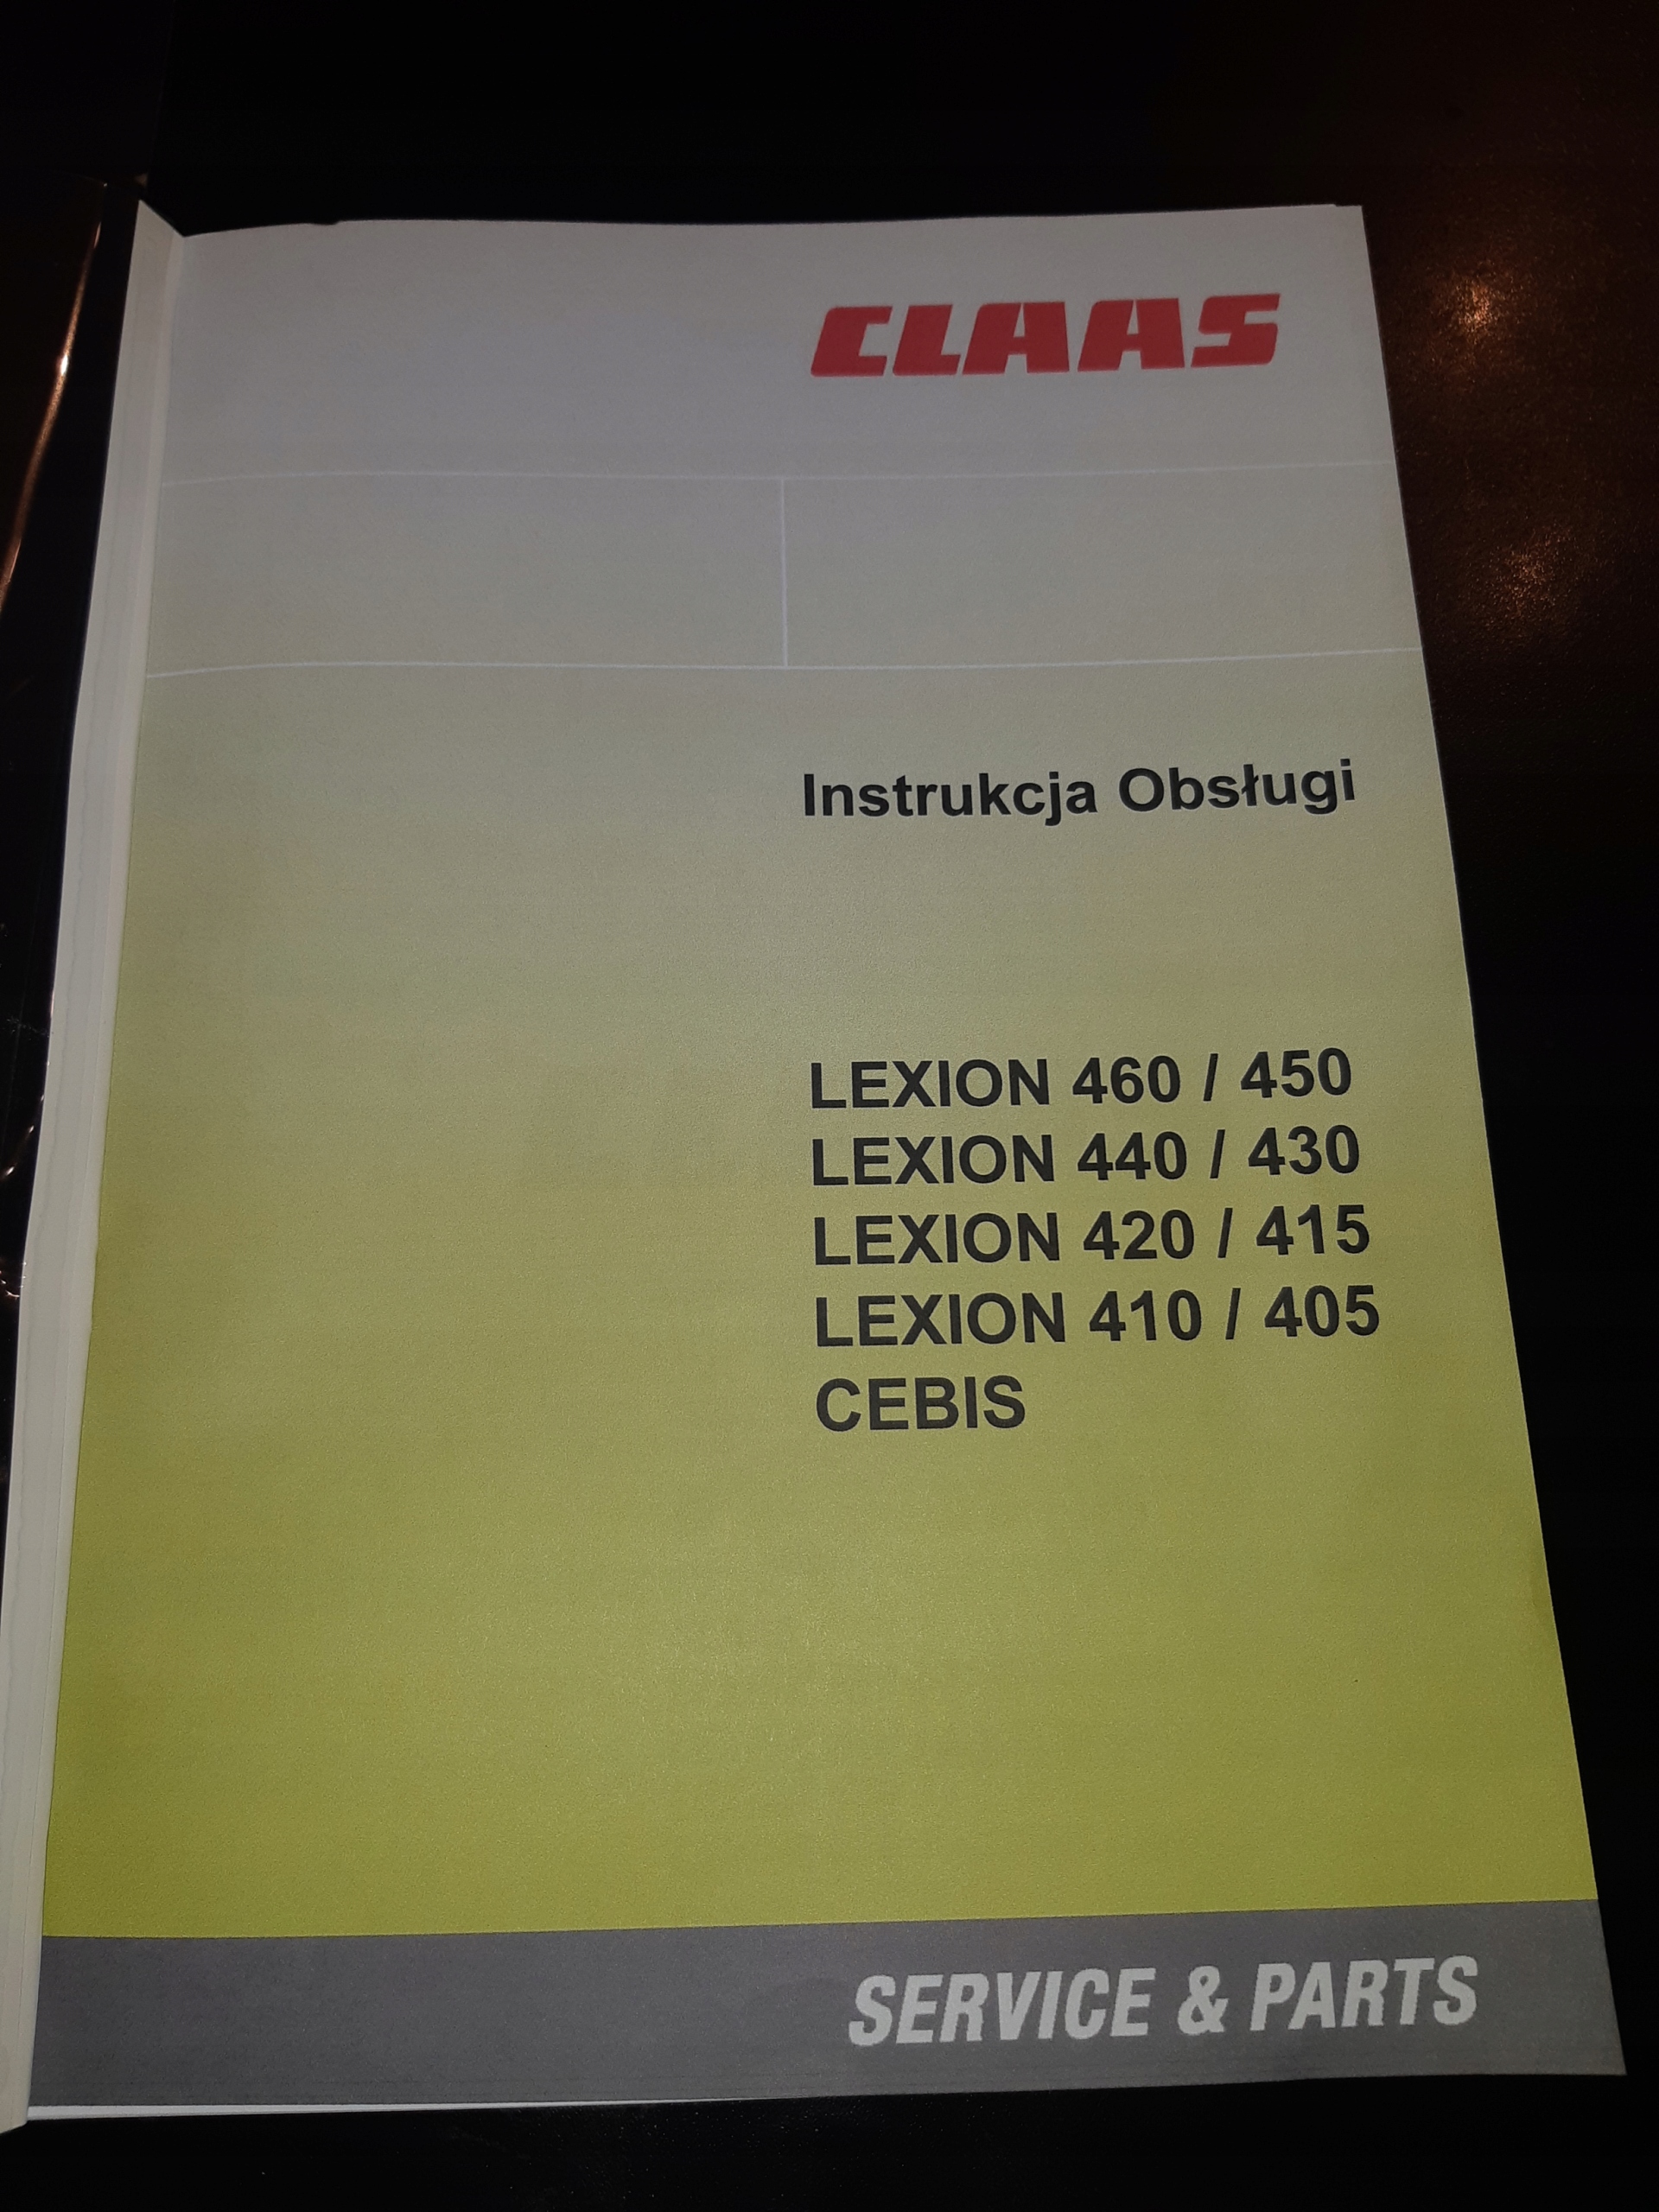 CLAAS
Instrukcja Obsługi
LEXION 460 / 450
LEXION 440 / 430
LEXION 420 / 415
LEXION 410 / 405
CEBIS
SERVICE & PARTS